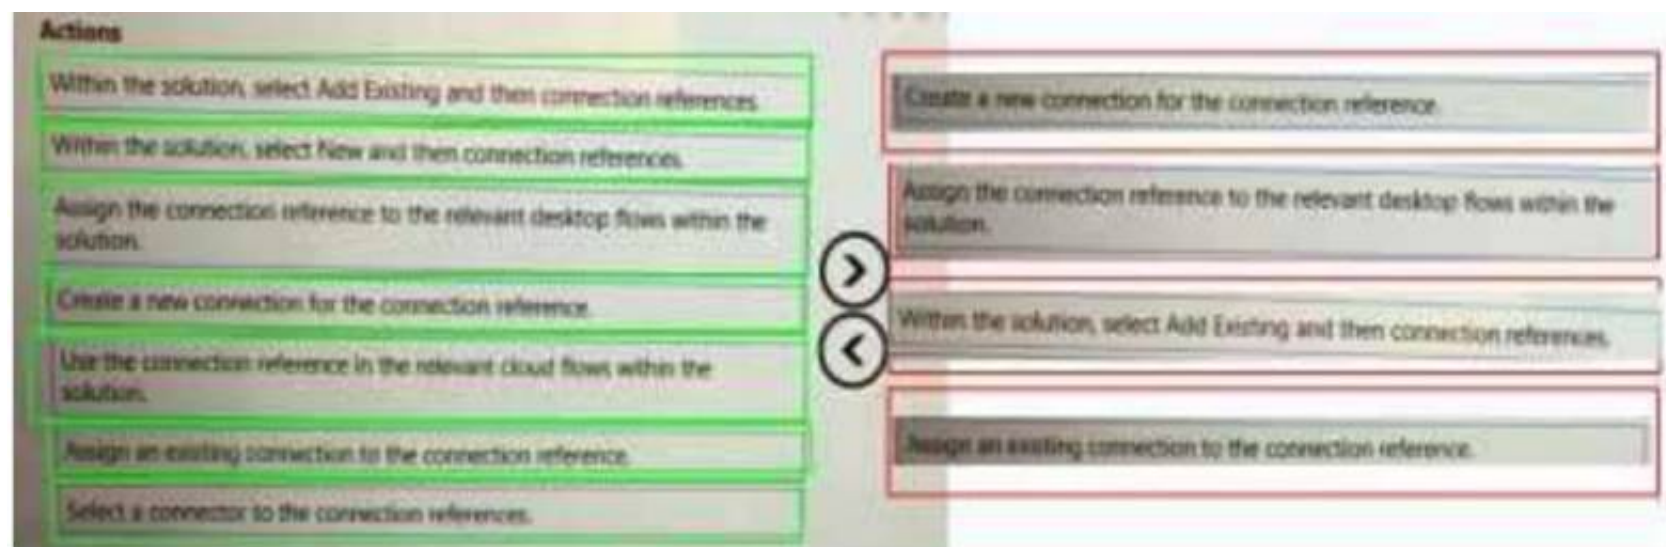 Actions
Within the solution, select Add Existing and then connection references.
Within the solution, select New and then connection references.
Assign the connection reference to the relevant desktop flows within the
solution.
Create a new connection for the connection reference.
Use the connection reference in the relevant cloud flows within the
solution.
Assign an existing connection to the connection reference.
Select a connector to the connection references.
Create a new connection for the connection reference.
Assign the connection reference to the relevant desktop flows within the
solution.
Within the solution, select Add Existing and then connection references.
Assign an existing connection to the connection reference.